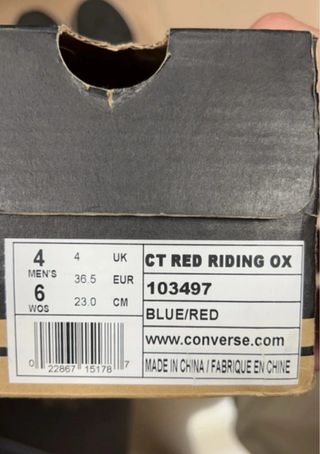 4 4 UK CT RED RIDING OX
MEN'S 36.5 EUR
6 23.0 CM 103497
WOS
BLUE/RED
www.converse.com
0 22867 15178 7
MADE IN CHINA / FABRIQUE EN CHINE